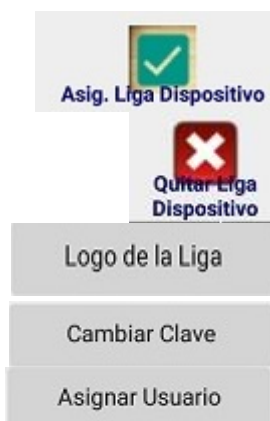 Asig. Liga Dispositivo
Quitar Liga
Dispositivo
Logo de la Liga
Cambiar Clave
Asignar Usuario